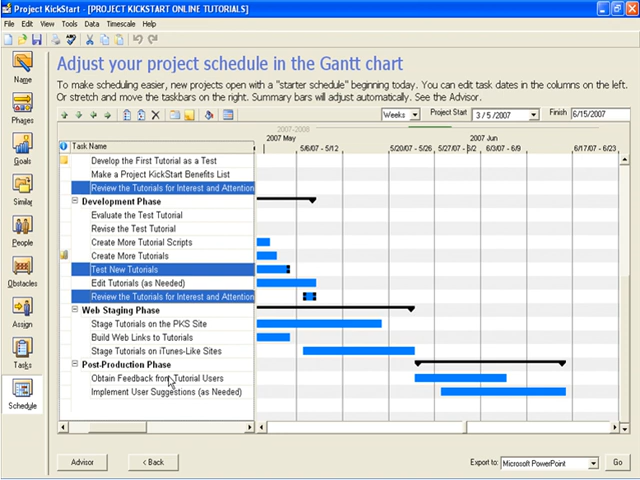 Project KickStart - [PROJECT KICKSTART ONLINE TUTORIALS]
File Edit View Text Data Timescale Help
Adjust your project schedule in the Gantt chart
To make scheduling easier, new projects open with a "starter schedule" beginning today. You can edit task dates in the columns on the left.
Or stretch and move the taskbars on the right. Summary bars will adjust automatically. See the Advisor.
Weeks Project Start 3 / 5 /2007 Finish 6/15/2007
2007-2008
2007 May 2007 Jun
Task Name 5/6/07 - 5/12 5/20/07 - 5/26 5/27/07 - 6/2 6/3/07 - 6/9 6/17/07 - 6/23
Develop the First Tutorial as a Test
Make a Project KickStart Benefits List
Review the Tutorials for Interest and Attention
Development Phase
Evaluate the Test Tutorial
Revise the Test Tutorial
Create More Tutorial Scripts
Create More Tutorials
Test New Tutorials
Edit Tutorials (as Needed)
Review the Tutorials for Interest and Attention
Web Staging Phase
Stage Tutorials on the PKS Site
Build Web Links to Tutorials
Stage Tutorials on iTunes-Like Sites
Post-Production Phase
Obtain Feedback from Tutorial Users
Implement User Suggestions (as Needed)
Name
Phases
Goals
Similar
People
Obstacles
Assign
Tasks
Schedule
Advisor < Back Export to: Microsoft PowerPoint Go